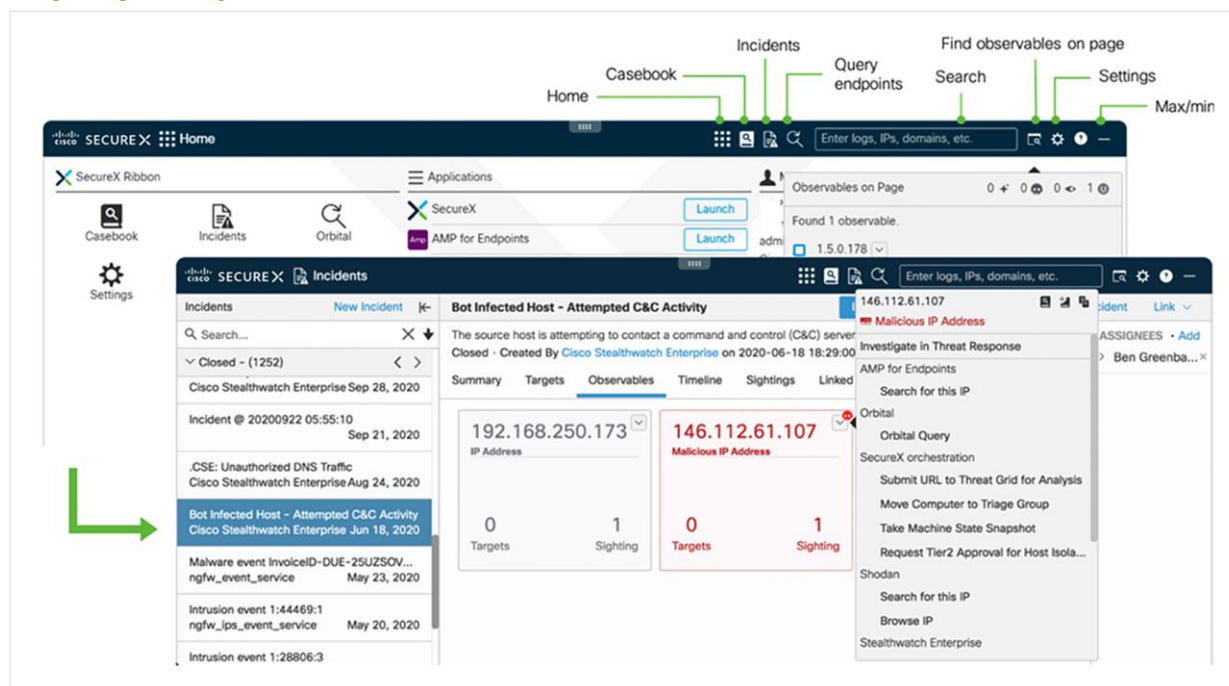 Incidents
Find observables on page
Casebook
Query
endpoints
Search
Settings
Home
Max/min
cisco SECUREX Home
Enter logs, IPs, domains, etc.
SecureX Ribbon
Applications
Observables on Page 0 0 0 1
Casebook
Incidents
Orbital
SecureX Launch
Found 1 observable.
Amp AMP for Endpoints Launch
1.5.0.178
Settings
cisco SECUREX Incidents
Enter logs, IPs, domains, etc.
Incidents New Incident
Search...
Closed - (1252)
Cisco Stealthwatch Enterprise Sep 28, 2020
Incident @ 20200922 05:55:10
Sep 21, 2020
.CSE: Unauthorized DNS Traffic
Cisco Stealthwatch Enterprise Aug 24, 2020
Bot Infected Host - Attempted C&C Activity
Cisco Stealthwatch Enterprise Jun 18, 2020
Malware event InvoiceID-DUE-25UZSOV...
ngfw_event_service May 23, 2020
Intrusion event 1:44469:1
ngfw_ips_event_service May 20, 2020
Intrusion event 1:28806:3
Bot Infected Host - Attempted C&C Activity
The source host is attempting to contact a command and control (C&C) server
Closed · Created By Cisco Stealthwatch Enterprise on 2020-06-18 18:29:00
Summary Targets Observables Timeline Sightings Linked
192.168.250.173
IP Address
0 1
Targets Sighting
146.112.61.107
Malicious IP Address
0 1
Targets Sighting
146.112.61.107
Malicious IP Address
Investigate in Threat Response
AMP for Endpoints
Search for this IP
Orbital
Orbital Query
SecureX orchestration
Submit URL to Threat Grid for Analysis
Move Computer to Triage Group
Take Machine State Snapshot
Request Tier2 Approval for Host Isola...
Shodan
Search for this IP
Browse IP
Stealthwatch Enterprise
Link
ASSIGNEES · Add
Ben Greenba...